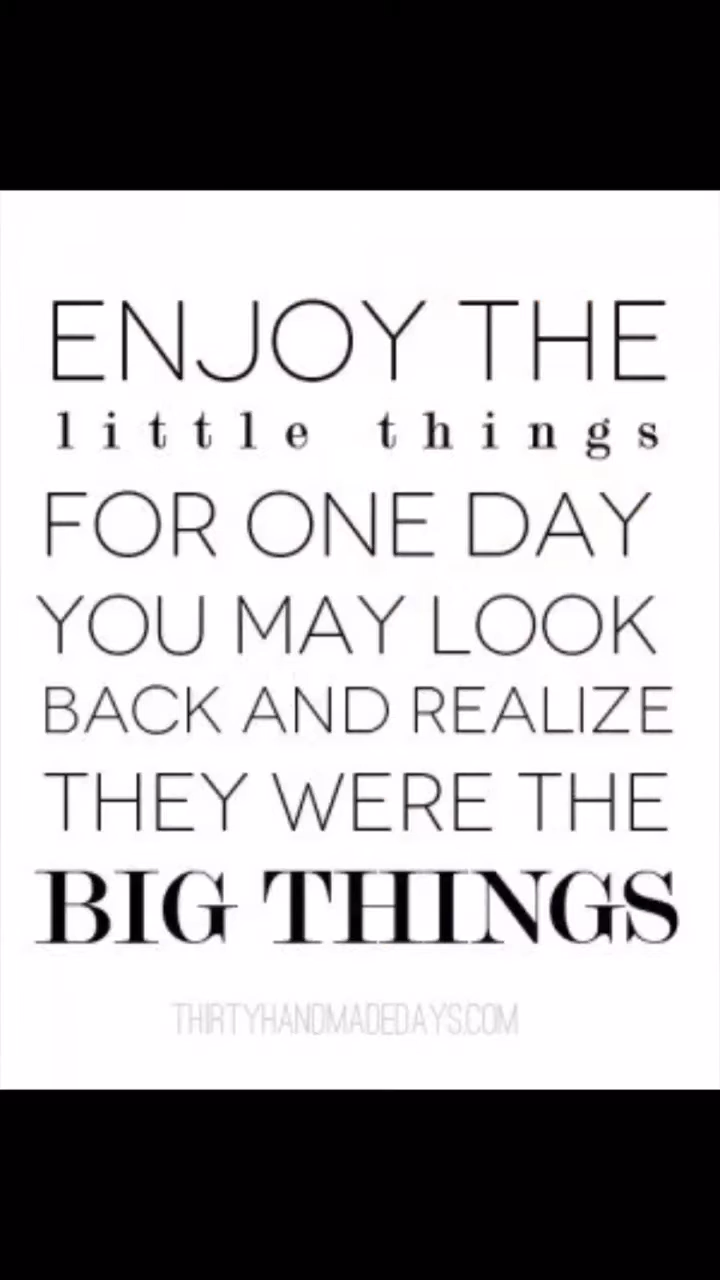 ENJOY THE
little things
FOR ONE DAY
YOU MAY LOOK
BACK AND REALIZE
THEY WERE THE
BIG THINGS
THIRTYHANDMADEDAYS.COM